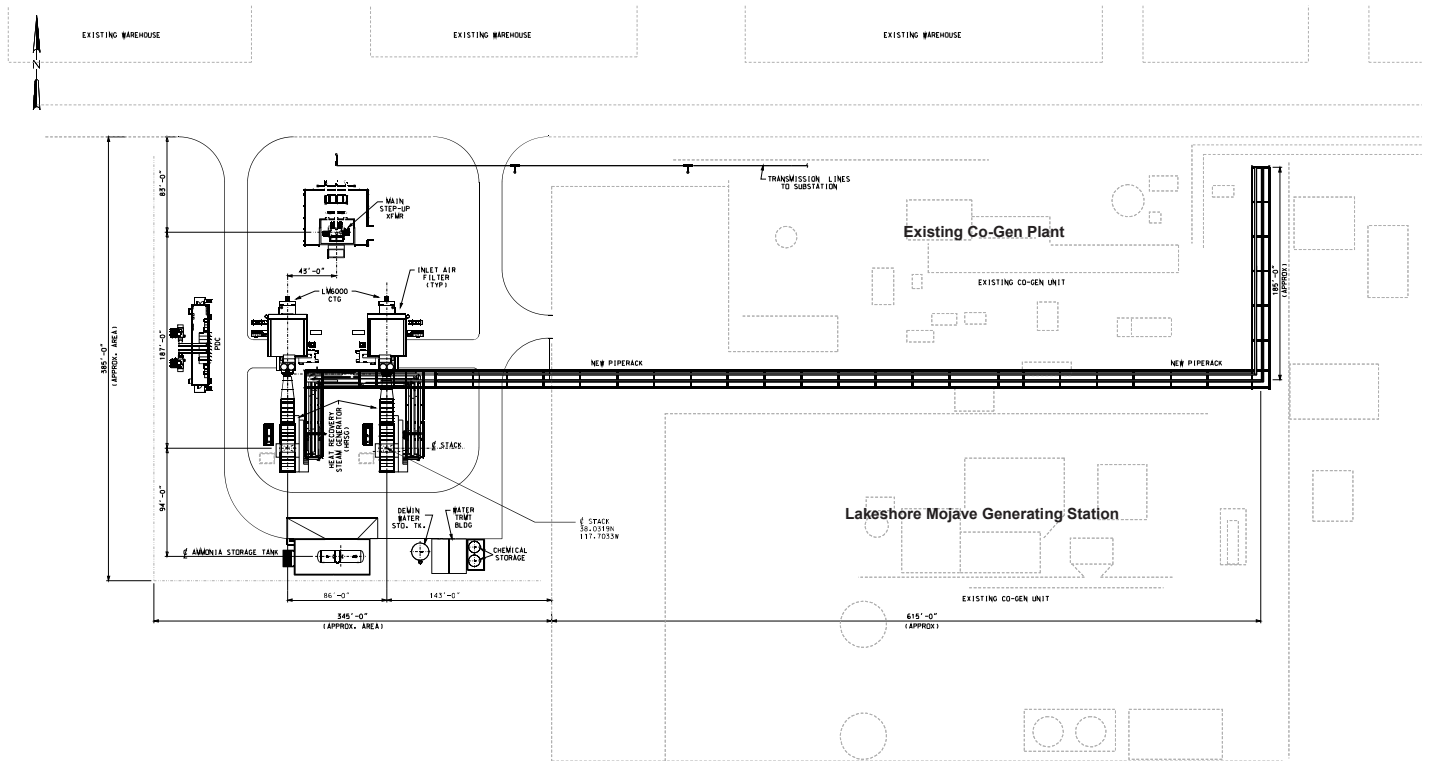 EXISTING WAREHOUSE
EXISTING WAREHOUSE
EXISTING WAREHOUSE
N
TRANSMISSION LINES
TO SUBSTATION
83'-0"
MAIN
STEP-UP
XFMR
Existing Co-Gen Plant
43'-0"
INLET AIR
FILTER
(TYP)
EXISTING CO-GEN UNIT
185'-0"
(APPROX)
LM6000
CTG
385'-0"
(APPROX. AREA)
187'-0"
PDC
NEW PIPERACK
NEW PIPERACK
HEAT RECOVERY
STEAM GENERATOR
(HRSG)
℄ STACK
94'-0"
DEMIN
WATER
STO. TK.
WATER
TRMT
BLDG
℄ STACK
38.0319N
117.7033W
Lakeshore Mojave Generating Station
℄ AMMONIA STORAGE TANK
CHEMICAL
STORAGE
86'-0"
143'-0"
EXISTING CO-GEN UNIT
345'-0"
(APPROX. AREA)
615'-0"
(APPROX)